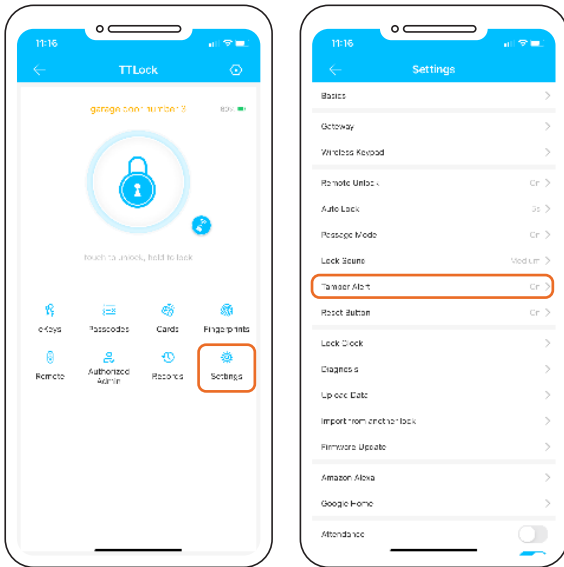 11:16
TTLock
garage door number 3
60%
touch to unlock, hold to lock
eKeys Passcodes Cards Fingerprints
Remote Authorized Admin Records Settings
11:16
Settings
Basics
Gateway
Wireless Keypad
Remote Unlock On
Auto Lock 5s
Passage Mode On
Lock Sound Medium
Tamper Alert On
Reset Button On
Lock Clock
Diagnosis
Upload Data
Import from another lock
Firmware Update
Amazon Alexa
Google Home
Attendance